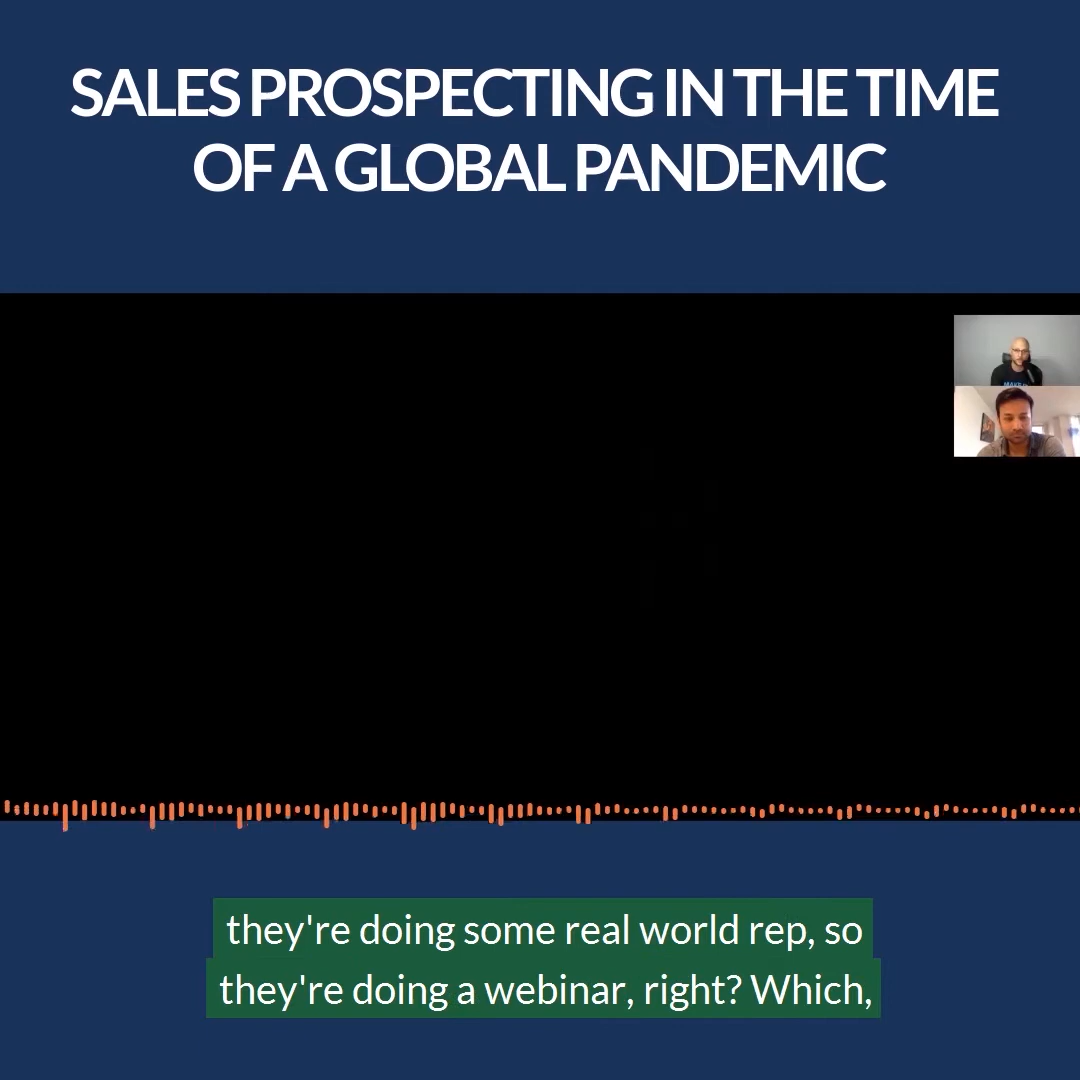 SALES PROSPECTING IN THE TIME
OF A GLOBAL PANDEMIC
they're doing some real world rep, so
they're doing a webinar, right? Which,